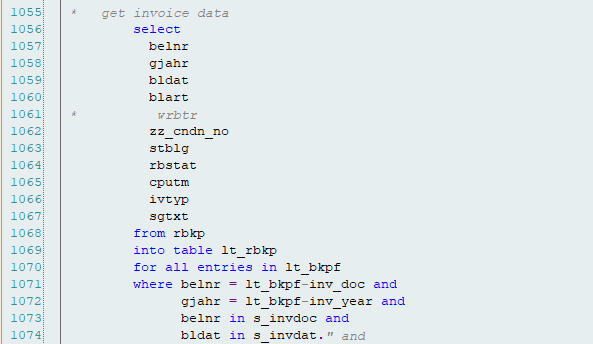 1055 * get invoice data
1056 select
1057 belnr
1058 gjahr
1059 bldat
1060 blart
1061 * wrbtr
1062 zz_cndn_no
1063 stblg
1064 rbstat
1065 cputm
1066 ivtyp
1067 sgtxt
1068 from rbkp
1069 into table lt_rbkp
1070 for all entries in lt_bkpf
1071 where belnr = lt_bkpf-inv_doc and
1072 gjahr = lt_bkpf-inv_year and
1073 belnr in s_invdoc and
1074 bldat in s_invdat." and